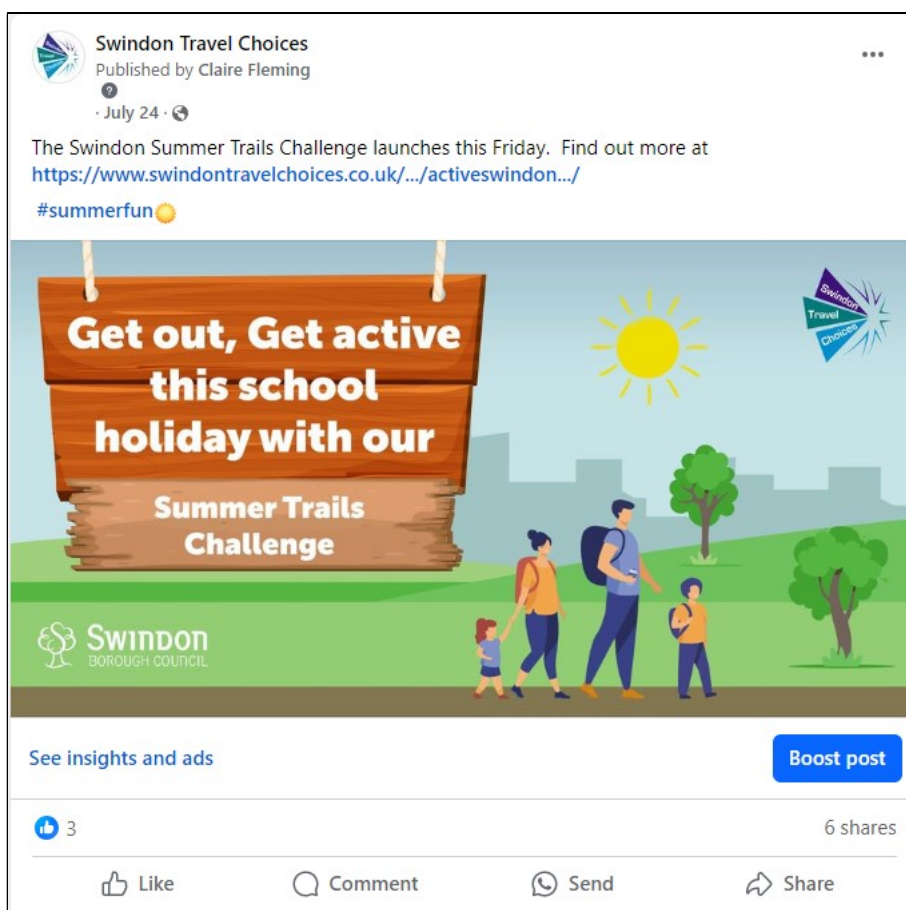 Swindon Travel Choices
Published by Claire Fleming
· July 24 ·
The Swindon Summer Trails Challenge launches this Friday. Find out more at
https://www.swindontravelchoices.co.uk/.../activeswindon.../
#summerfun
Get out, Get active
this school
holiday with our
Summer Trails
Challenge
Swindon
Travel
Choices
SWINDON
BOROUGH COUNCIL
See insights and ads
Boost post
3
6 shares
Like
Comment
Send
Share